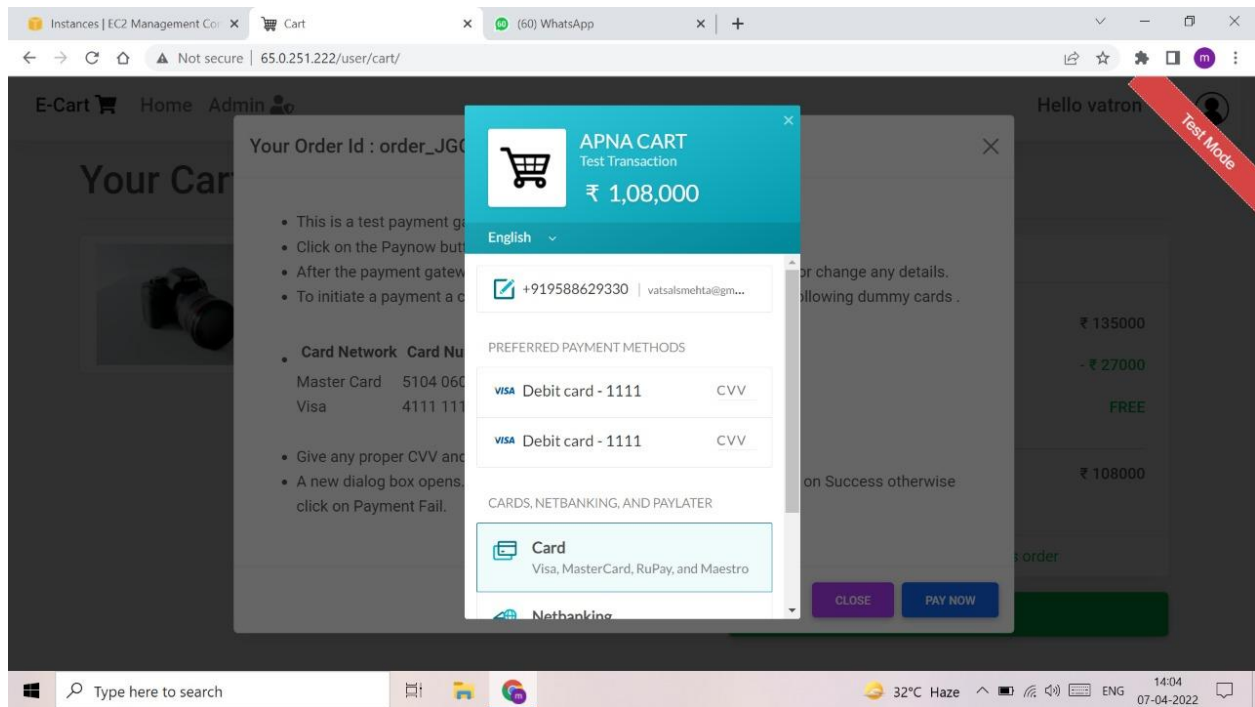 Instances | EC2 Management Con
Cart
(60) WhatsApp
Not secure | 65.0.251.222/user/cart/
E-Cart Home Admin
Hello vatron
Test Mode
Your Order Id : order_JG
Your Car
APNA CART
Test Transaction
₹ 1,08,000
English
This is a test payment
Click on the Paynow
After the payment or change any details.
To initiate a payment a dummy cards .
+919588629330 | vatsalsmehta@gm...
PREFERRED PAYMENT METHODS
VISA Debit card - 1111 CVV
VISA Debit card - 1111 CVV
CARDS, NETBANKING, AND PAYLATER
Card
Visa, MasterCard, RuPay, and Maestro
Netbanking
Card Network Card Nu
Master Card 5104 060
Visa 4111 111
Give any proper CVV and
A new dialog box opens. on Success otherwise
click on Payment Fail.
₹ 135000
- ₹ 27000
FREE
₹ 108000
order
CLOSE PAY NOW
Type here to search
32°C Haze
ENG
14:04
07-04-2022